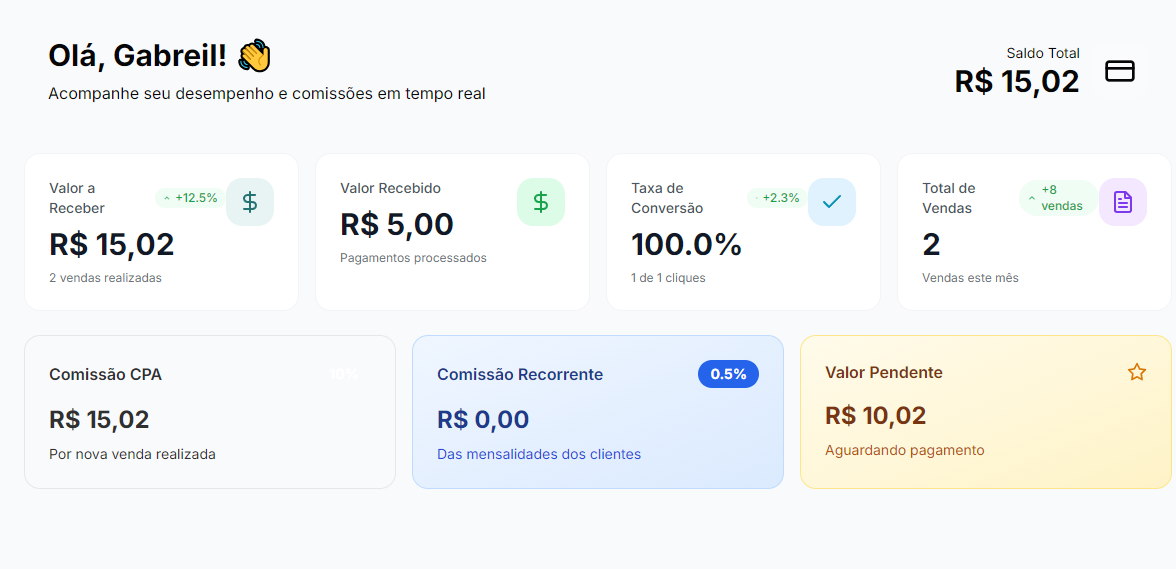 Olá, Gabreil! 👋
Acompanhe seu desempenho e comissões em tempo real
Saldo Total
R$ 15,02
Valor a
Receber
+12.5%
R$ 15,02
2 vendas realizadas
Valor Recebido
R$ 5,00
Pagamentos processados
Taxa de
Conversão
+2.3%
100.0%
1 de 1 cliques
Total de
Vendas
+8
vendas
2
Vendas este mês
Comissão CPA
10%
R$ 15,02
Por nova venda realizada
Comissão Recorrente
0.5%
R$ 0,00
Das mensalidades dos clientes
Valor Pendente
R$ 10,02
Aguardando pagamento